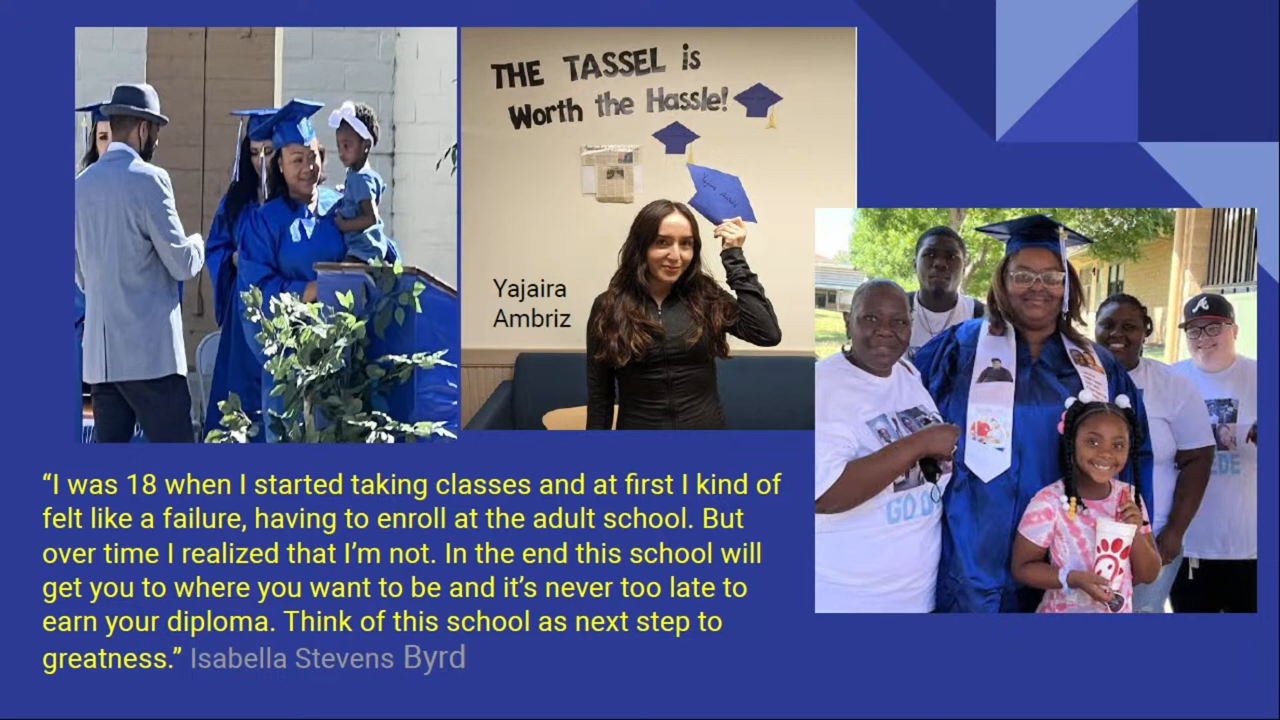 THE TASSEL is
Worth the Hassle!
Yajaira
Ambriz
GO D
EDE
“I was 18 when I started taking classes and at first I kind of
felt like a failure, having to enroll at the adult school. But
over time I realized that I’m not. In the end this school will
get you to where you want to be and it’s never too late to
earn your diploma. Think of this school as next step to
greatness.” Isabella Stevens Byrd